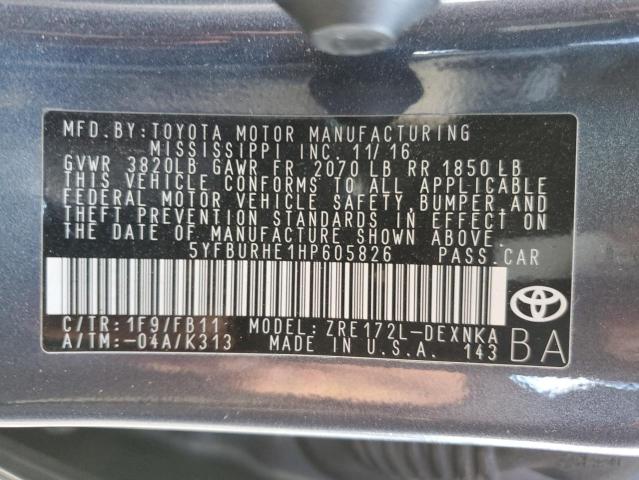 MFD.BY:TOYOTA MOTOR MANUFACTURING
MISSISSIPPI INC. 11/16
GVWR 3820LB GAWR FR 2070 LB RR 1850 LB
THIS VEHICLE CONFORMS TO ALL APPLICABLE
FEDERAL MOTOR VEHICLE SAFETY, BUMPER, AND
THEFT PREVENTION STANDARDS IN EFFECT ON
THE DATE OF MANUFACTURE SHOWN ABOVE.
5YFBURHE1HP605826 PASS.CAR
C/TR:1F9/FB11 MODEL:ZRE172L-DEXNKA
A/TM:-04A/K313 MADE IN U.S.A. 143
BA